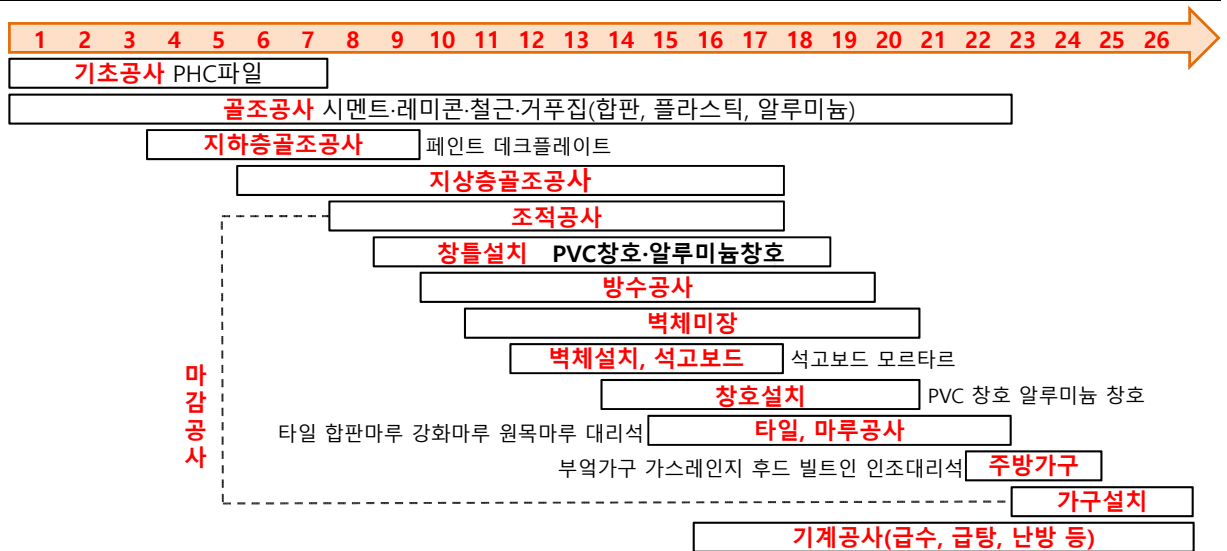 1 2 3 4 5 6 7 8 9 10 11 12 13 14 15 16 17 18 19 20 21 22 23 24 25 26
기초공사 PHC파일
골조공사 시멘트·레미콘·철근·거푸집(합판, 플라스틱, 알루미늄)
지하층골조공사 페인트 데크플레이트
지상층골조공사
조적공사
창틀설치 PVC창호·알루미늄창호
방수공사
벽체미장
벽체설치, 석고보드 석고보드 모르타르
마감공사
창호설치 PVC 창호 알루미늄 창호
타일 합판마루 강화마루 원목마루 대리석 타일, 마루공사
부엌가구 가스레인지 후드 빌트인 인조대리석 주방가구
가구설치
기계공사(급수, 급탕, 난방 등)